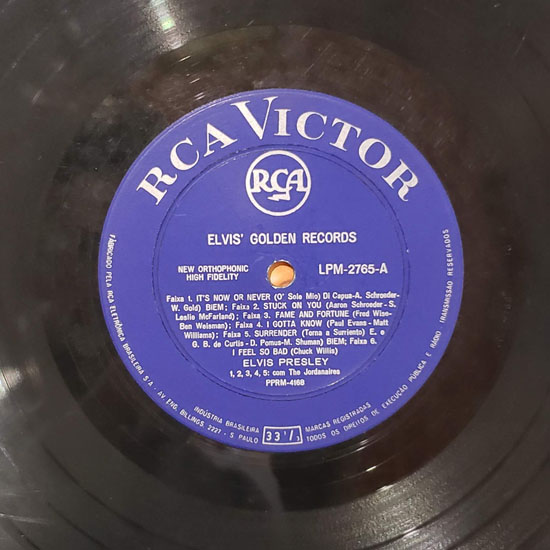 RCA VICTOR
RCA
ELVIS' GOLDEN RECORDS
NEW ORTHOPHONIC
HIGH FIDELITY
LPM-2765-A
Faixa 1. IT'S NOW OR NEVER (O' Sole Mio) Di Capua-A. Schroeder-
W. Gold) BIEM; Faixa 2. STUCK ON YOU (Aaron Schroeder-S.
Leslie McFarland); Faixa 3. FAME AND FORTUNE (Fred Wise-
Ben Weisman); Faixa 4. I GOTTA KNOW (Paul Evans-Matt
Williams); Faixa 5. SURRENDER (Torna a Surriento) E. e
G. B. de Curtis - D. Pomus-M. Shuman) BIEM; Faixa 6.
I FEEL SO BAD (Chuck Willis)
ELVIS PRESLEY
1, 2, 3, 4, 5: com The Jordanaires
PPRM-4168
FABRICADO PELA RCA ELETRÔNICA BRASILEIRA S A - AV. ENG. BILLINGS, 2227 - S PAULO
INDÚSTRIA BRASILEIRA
33 1/3
MARCAS REGISTRADAS
TODOS OS DIREITOS DE EXECUÇÃO PÚBLICA E RÁDIO TRANSMISSÃO RESERVADOS